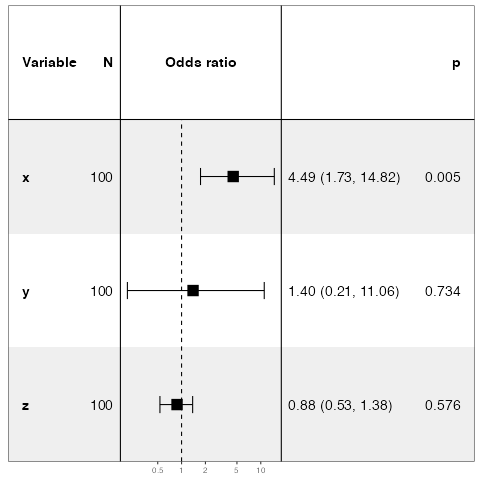 Variable N Odds ratio p
x 100 4.49 (1.73, 14.82) 0.005
y 100 1.40 (0.21, 11.06) 0.734
z 100 0.88 (0.53, 1.38) 0.576
0.5 1 2 5 10